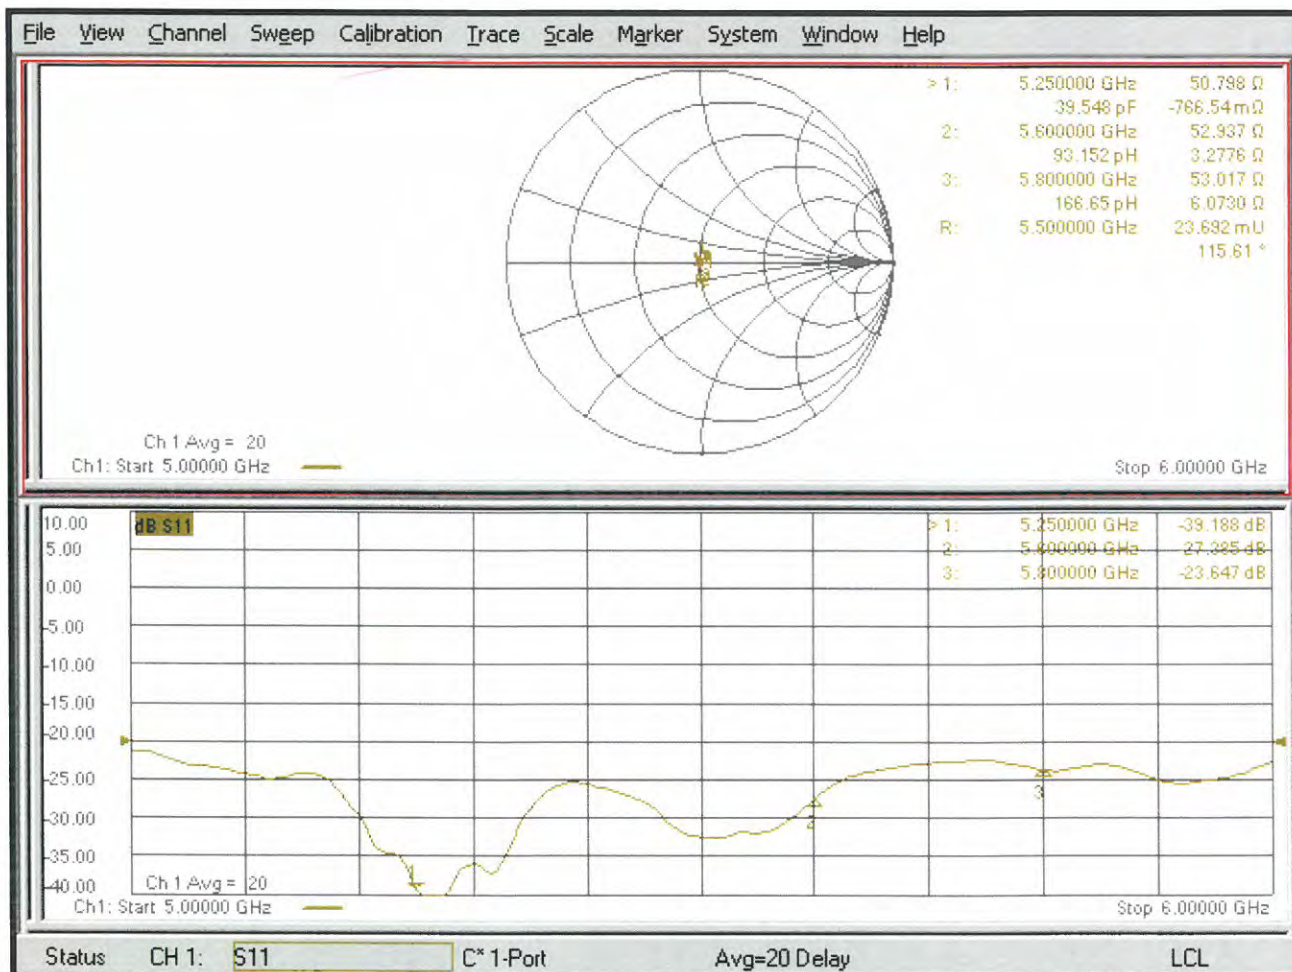 File View Channel Sweep Calibration Trace Scale Marker System Window Help
> 1: 5.250000 GHz 50.798 Ω
39.548 pF -766.54 mΩ
2: 5.600000 GHz 52.937 Ω
93.152 pH 3.2776 Ω
3: 5.800000 GHz 53.017 Ω
166.65 pH 6.0730 Ω
R: 5.500000 GHz 23.692 mU
115.61 °
Ch 1 Avg = 20
Ch1: Start 5.00000 GHz
Stop 6.00000 GHz
10.00
dB S11
> 1: 5.250000 GHz -39.188 dB
5.00
2: 5.600000 GHz -27.385 dB
3: 5.800000 GHz -23.647 dB
0.00
-5.00
-10.00
-15.00
-20.00
-25.00
3
-30.00
2
-35.00
1
-40.00
Ch 1 Avg = 20
Ch1: Start 5.00000 GHz
Stop 6.00000 GHz
Status CH 1: S11 C* 1-Port Avg=20 Delay LCL